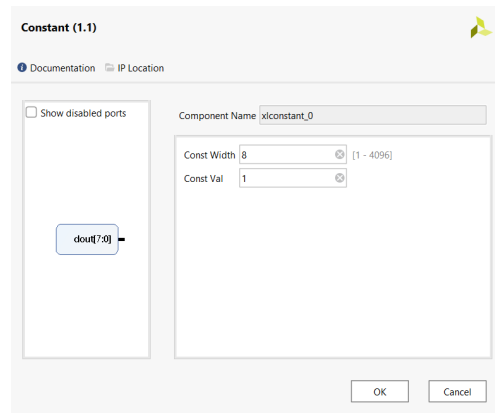 Constant (1.1)
Documentation IP Location
Show disabled ports
Component Name xlconstant_0
Const Width 8 [1 - 4096]
Const Val 1
dout[7:0]
OK Cancel